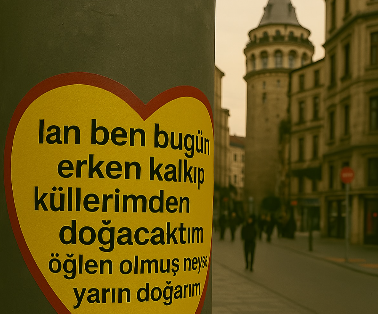 lan ben bugün
erken kalkıp
küllerimden
doğacaktım
öğlen olmuş neyse
yarın doğarım